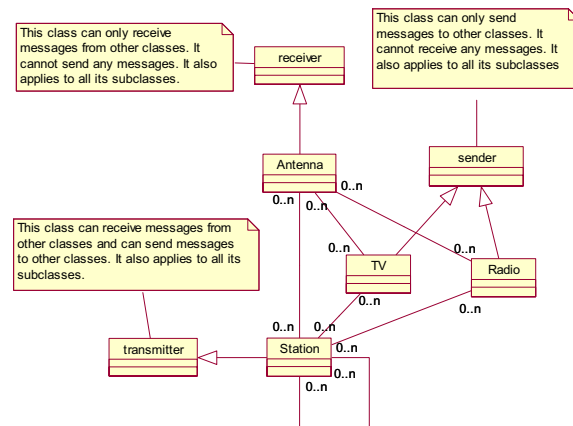 This class can only receive
messages from other classes. It
cannot send any messages. It also
applies to all its subclasses.
This class can only send
messages to other classes. It
cannot receive any messages. It
also applies to all its subclasses
receiver
sender
Antenna
0..n
0..n
0..n
This class can receive messages from
other classes and can send messages
to other classes. It also applies to all its
subclasses.
0..n
0..n
TV
Radio
0..n
0..n
0..n
0..n
transmitter
Station
0..n
0..n
0..n